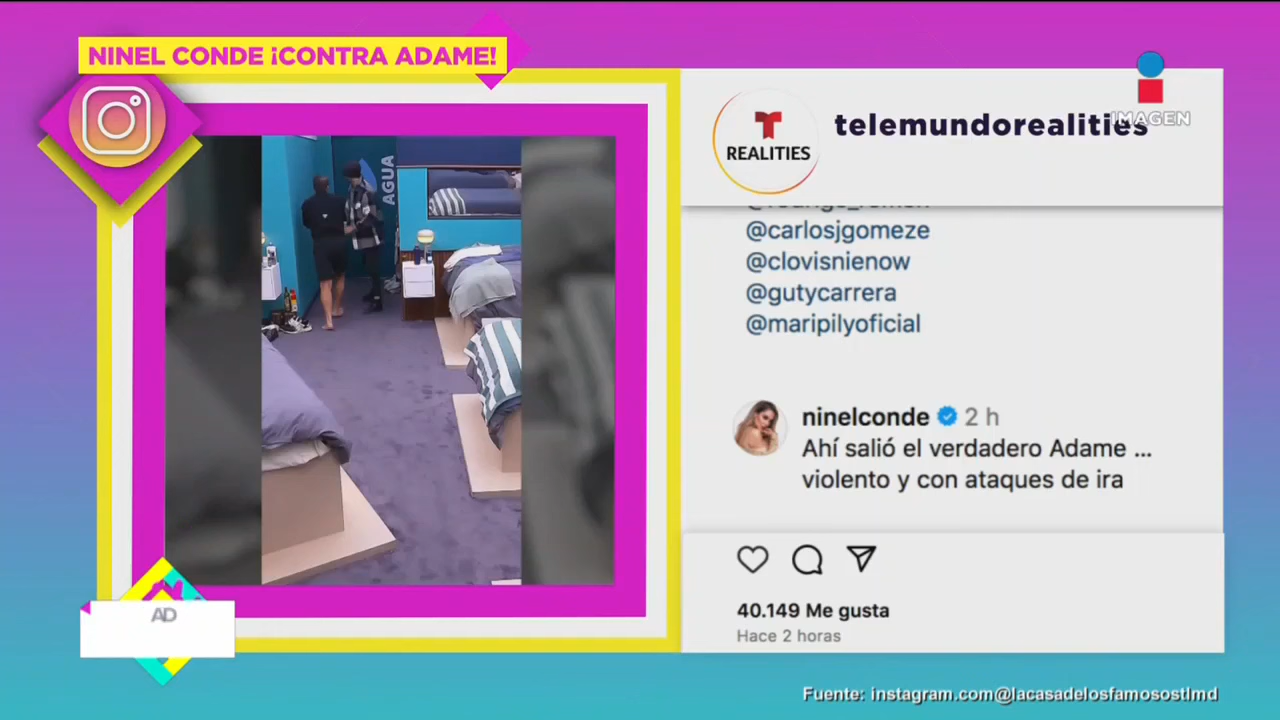 NINEL CONDE ¡CONTRA ADAME!
IMAGEN
T
REALITIES
telemundorealities
AGUA
@carlosjgomeze
@clovisnienow
@gutycarrera
@maripilyoficial
ninelconde 2 h
Ahí salió el verdadero Adame ...
violento y con ataques de ira
40.149 Me gusta
Hace 2 horas
AD
Fuente: instagram.com@lacasadelosfamosostlmd